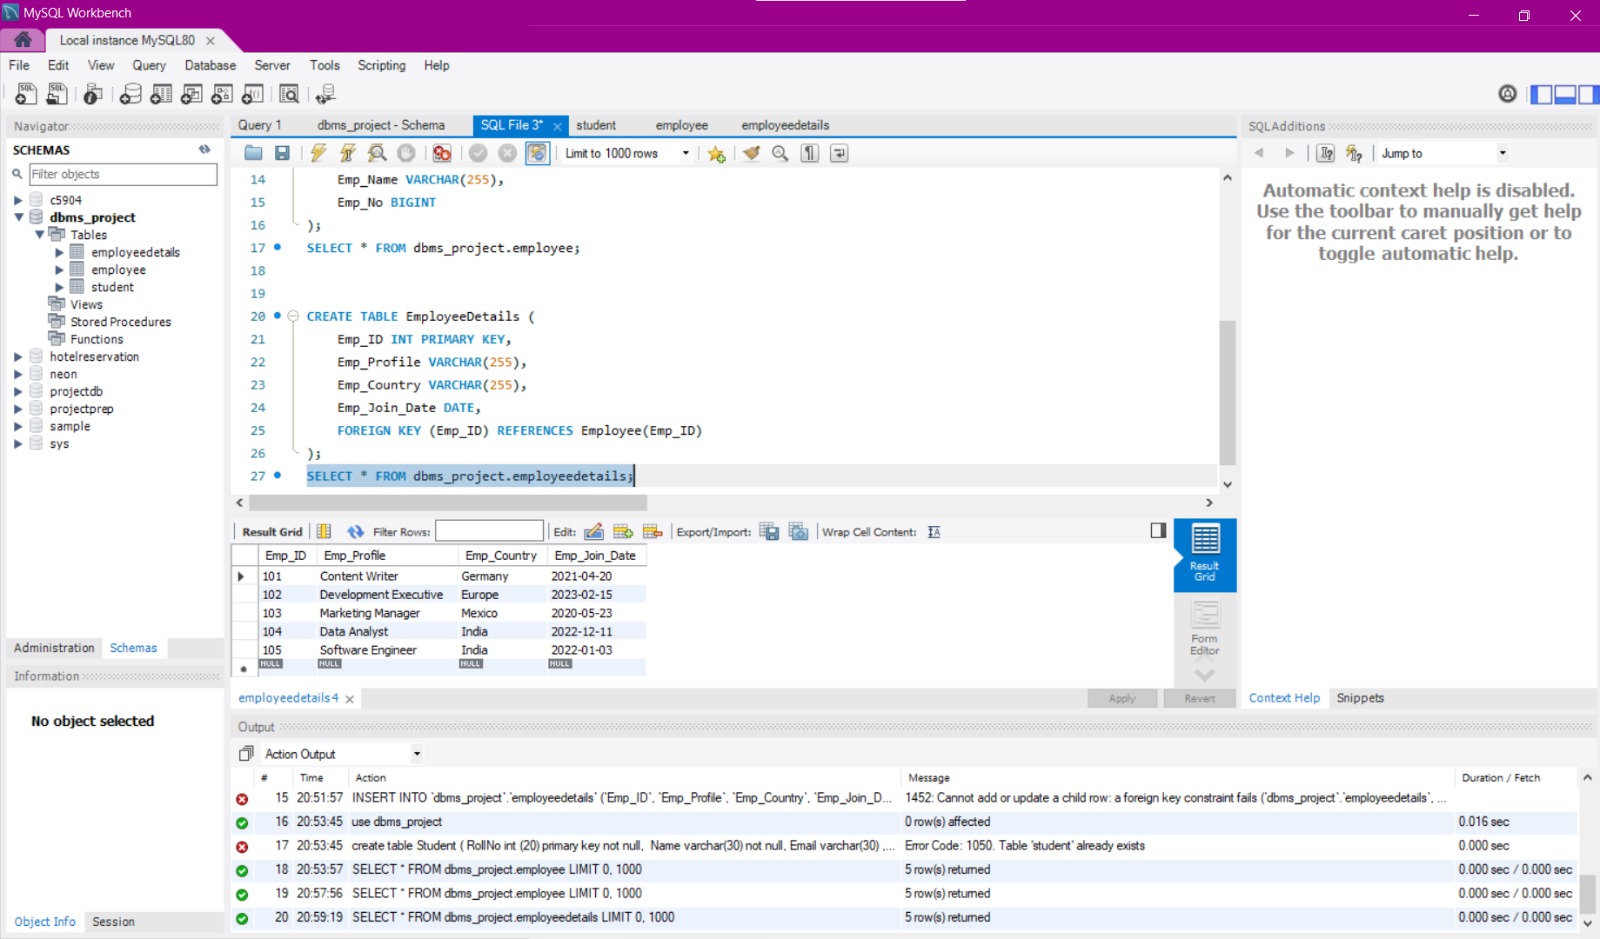 MySQL Workbench
Local instance MySQL80
File Edit View Query Database Server Tools Scripting Help
Navigator
SCHEMAS
Filter objects
c5904
dbms_project
Tables
employeedetails
employee
student
Views
Stored Procedures
Functions
hotelreservation
neon
projectdb
projectprep
sample
sys
Administration Schemas
Information
No object selected
Object Info Session
Query 1 dbms_project - Schema SQL File 3* student employee employeedetails
Limit to 1000 rows
14 Emp_Name VARCHAR(255),
15 Emp_No BIGINT
16 );
17 SELECT * FROM dbms_project.employee;
18
19
20 CREATE TABLE EmployeeDetails (
21 Emp_ID INT PRIMARY KEY,
22 Emp_Profile VARCHAR(255),
23 Emp_Country VARCHAR(255),
24 Emp_Join_Date DATE,
25 FOREIGN KEY (Emp_ID) REFERENCES Employee(Emp_ID)
26 );
27 SELECT * FROM dbms_project.employeedetails;
Result Grid Filter Rows: Edit: Export/Import: Wrap Cell Content:
Emp_ID Emp_Profile Emp_Country Emp_Join_Date
101 Content Writer Germany 2021-04-20
102 Development Executive Europe 2023-02-15
103 Marketing Manager Mexico 2020-05-23
104 Data Analyst India 2022-12-11
105 Software Engineer India 2022-01-03
NULL NULL NULL NULL
Result
Grid
Form
Editor
employeedetails4 Apply Revert
SQLAdditions
Jump to
Automatic context help is disabled.
Use the toolbar to manually get help
for the current caret position or to
toggle automatic help.
Context Help Snippets
Output
Action Output
# Time Action Message Duration / Fetch
15 20:51:57 INSERT INTO `dbms_project`.`employeedetails` (`Emp_ID`, `Emp_Profile`, `Emp_Country`, `Emp_Join_D... 1452: Cannot add or update a child row: a foreign key constraint fails (`dbms_project`.`employeedetails`, ...
16 20:53:45 use dbms_project 0 row(s) affected 0.016 sec
17 20:53:45 create table Student ( RollNo int (20) primary key not null, Name varchar(30) not null, Email varchar(30) ,... Error Code: 1050. Table 'student' already exists 0.000 sec
18 20:53:57 SELECT * FROM dbms_project.employee LIMIT 0, 1000 5 row(s) returned 0.000 sec / 0.000 sec
19 20:57:56 SELECT * FROM dbms_project.employee LIMIT 0, 1000 5 row(s) returned 0.000 sec / 0.000 sec
20 20:59:19 SELECT * FROM dbms_project.employeedetails LIMIT 0, 1000 5 row(s) returned 0.000 sec / 0.000 sec